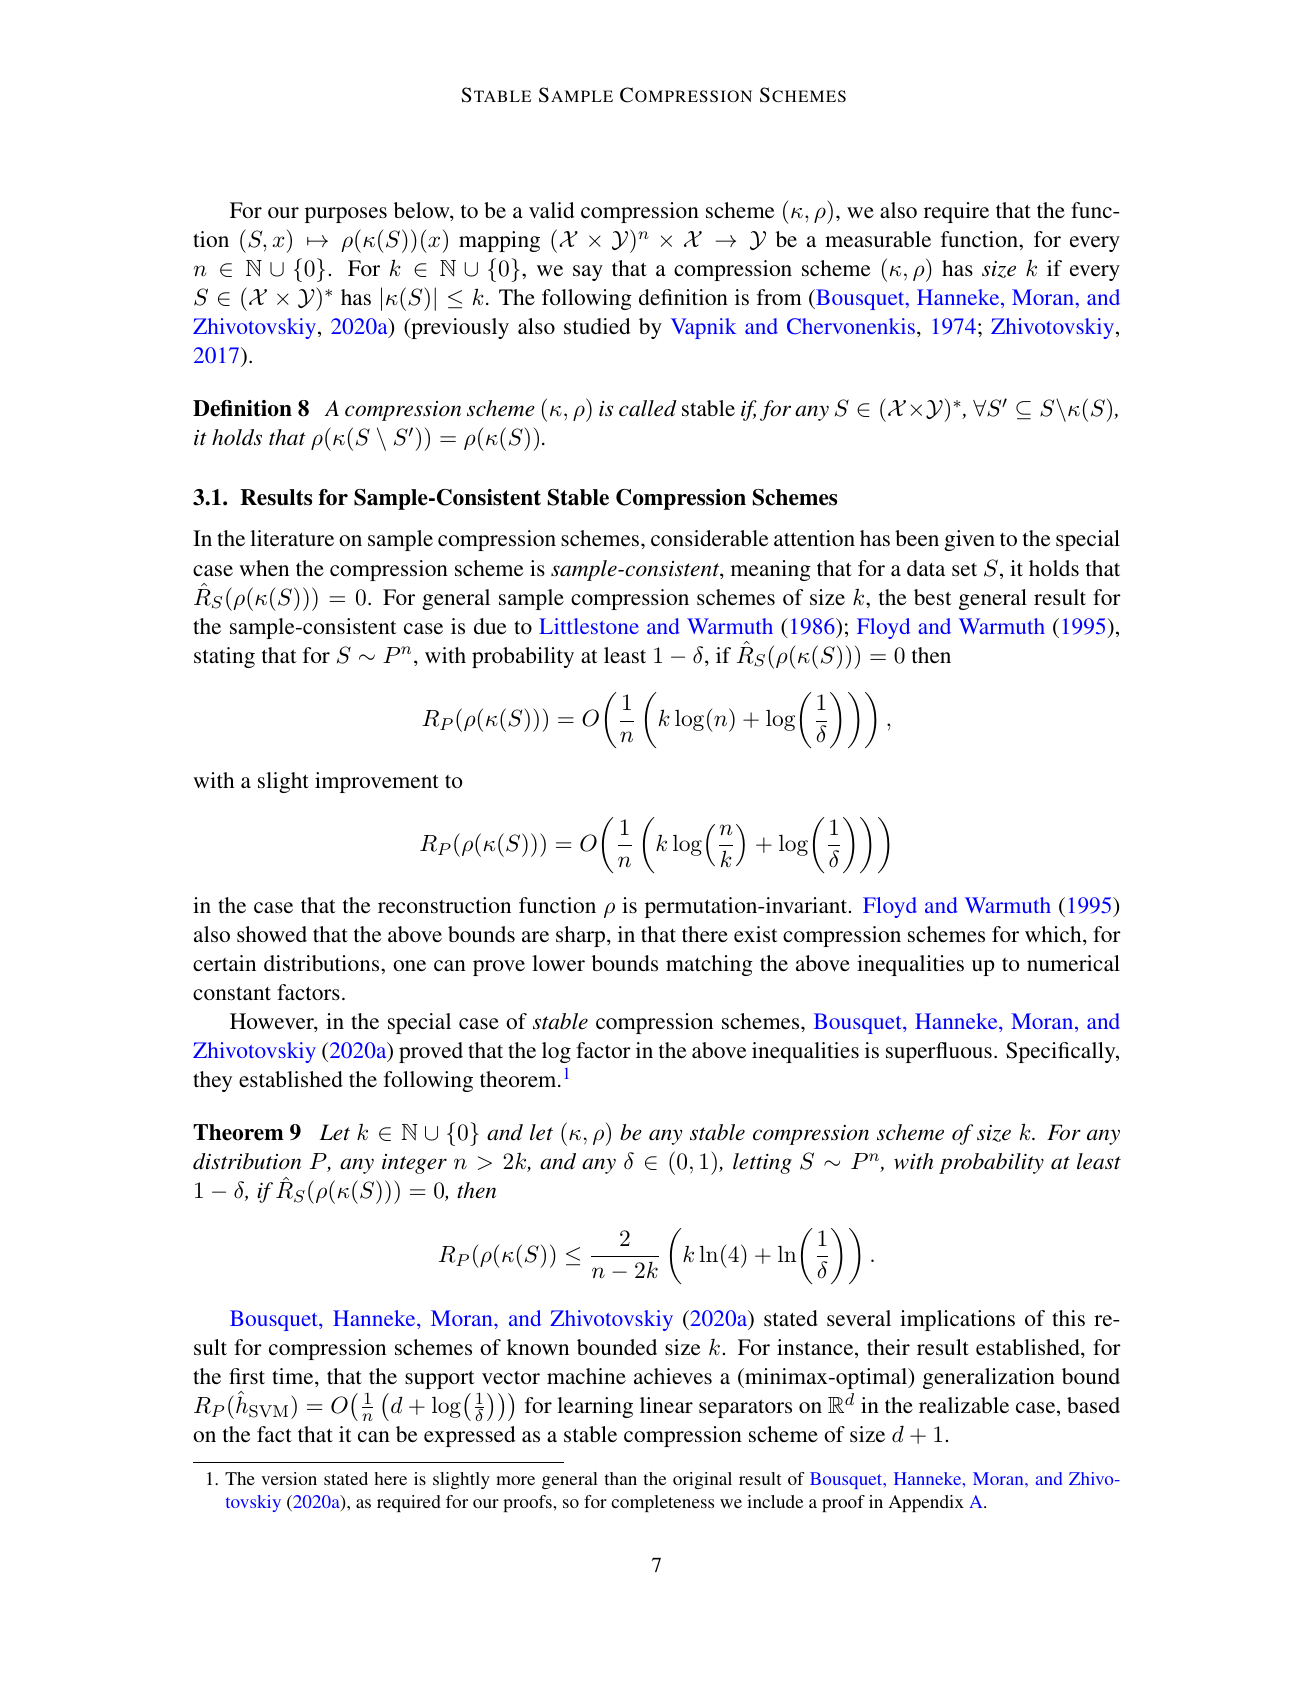 STABLE SAMPLE COMPRESSION SCHEMES
For our purposes below, to be a valid compression scheme (κ, ρ), we also require that the func-
tion (S, x) ↦ ρ(κ(S))(x) mapping (𝒳 × 𝒴)ⁿ × 𝒳 → 𝒴 be a measurable function, for every
n ∈ ℕ ∪ {0}. For k ∈ ℕ ∪ {0}, we say that a compression scheme (κ, ρ) has size k if every
S ∈ (𝒳 × 𝒴)* has |κ(S)| ≤ k. The following definition is from (Bousquet, Hanneke, Moran, and
Zhivotovskiy, 2020a) (previously also studied by Vapnik and Chervonenkis, 1974; Zhivotovskiy,
2017).
Definition 8 A compression scheme (κ, ρ) is called stable if, for any S ∈ (𝒳×𝒴)*, ∀S′ ⊆ S\κ(S),
it holds that ρ(κ(S \ S′)) = ρ(κ(S)).
3.1. Results for Sample-Consistent Stable Compression Schemes
In the literature on sample compression schemes, considerable attention has been given to the special
case when the compression scheme is sample-consistent, meaning that for a data set S, it holds that
R̂_S(ρ(κ(S))) = 0. For general sample compression schemes of size k, the best general result for
the sample-consistent case is due to Littlestone and Warmuth (1986); Floyd and Warmuth (1995),
stating that for S ∼ Pⁿ, with probability at least 1 − δ, if R̂_S(ρ(κ(S))) = 0 then
R_P(ρ(κ(S))) = O(1/n (k log(n) + log(1/δ))),
with a slight improvement to
R_P(ρ(κ(S))) = O(1/n (k log(n/k) + log(1/δ)))
in the case that the reconstruction function ρ is permutation-invariant. Floyd and Warmuth (1995)
also showed that the above bounds are sharp, in that there exist compression schemes for which, for
certain distributions, one can prove lower bounds matching the above inequalities up to numerical
constant factors.
However, in the special case of stable compression schemes, Bousquet, Hanneke, Moran, and
Zhivotovskiy (2020a) proved that the log factor in the above inequalities is superfluous. Specifically,
they established the following theorem.¹
Theorem 9 Let k ∈ ℕ ∪ {0} and let (κ, ρ) be any stable compression scheme of size k. For any
distribution P, any integer n > 2k, and any δ ∈ (0, 1), letting S ∼ Pⁿ, with probability at least
1 − δ, if R̂_S(ρ(κ(S))) = 0, then
R_P(ρ(κ(S)) ≤ 2/(n − 2k) (k ln(4) + ln(1/δ)).
Bousquet, Hanneke, Moran, and Zhivotovskiy (2020a) stated several implications of this re-
sult for compression schemes of known bounded size k. For instance, their result established, for
the first time, that the support vector machine achieves a (minimax-optimal) generalization bound
R_P(ĥ_SVM) = O(1/n (d + log(1/δ))) for learning linear separators on ℝᵈ in the realizable case, based
on the fact that it can be expressed as a stable compression scheme of size d + 1.
1. The version stated here is slightly more general than the original result of Bousquet, Hanneke, Moran, and Zhivo-
tovskiy (2020a), as required for our proofs, so for completeness we include a proof in Appendix A.
7